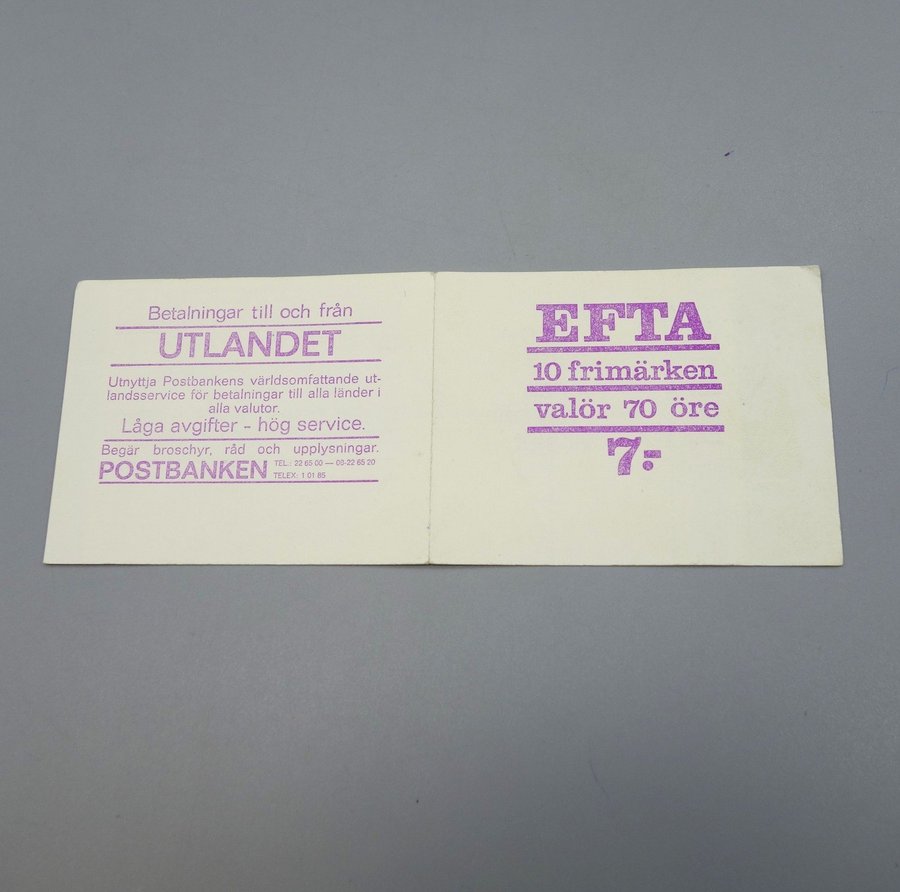 Betalningar till och från
UTLANDET
Utnyttja Postbankens världsomfattande ut-
landsservice för betalningar till alla länder i
alla valutor.
Låga avgifter - hög service.
Begär broschyr, råd och upplysningar.
POSTBANKEN TEL.: 22 65 00 — 08-22 65 20
TELEX: 1 01 85
EFTA
10 frimärken
valör 70 öre
7:-